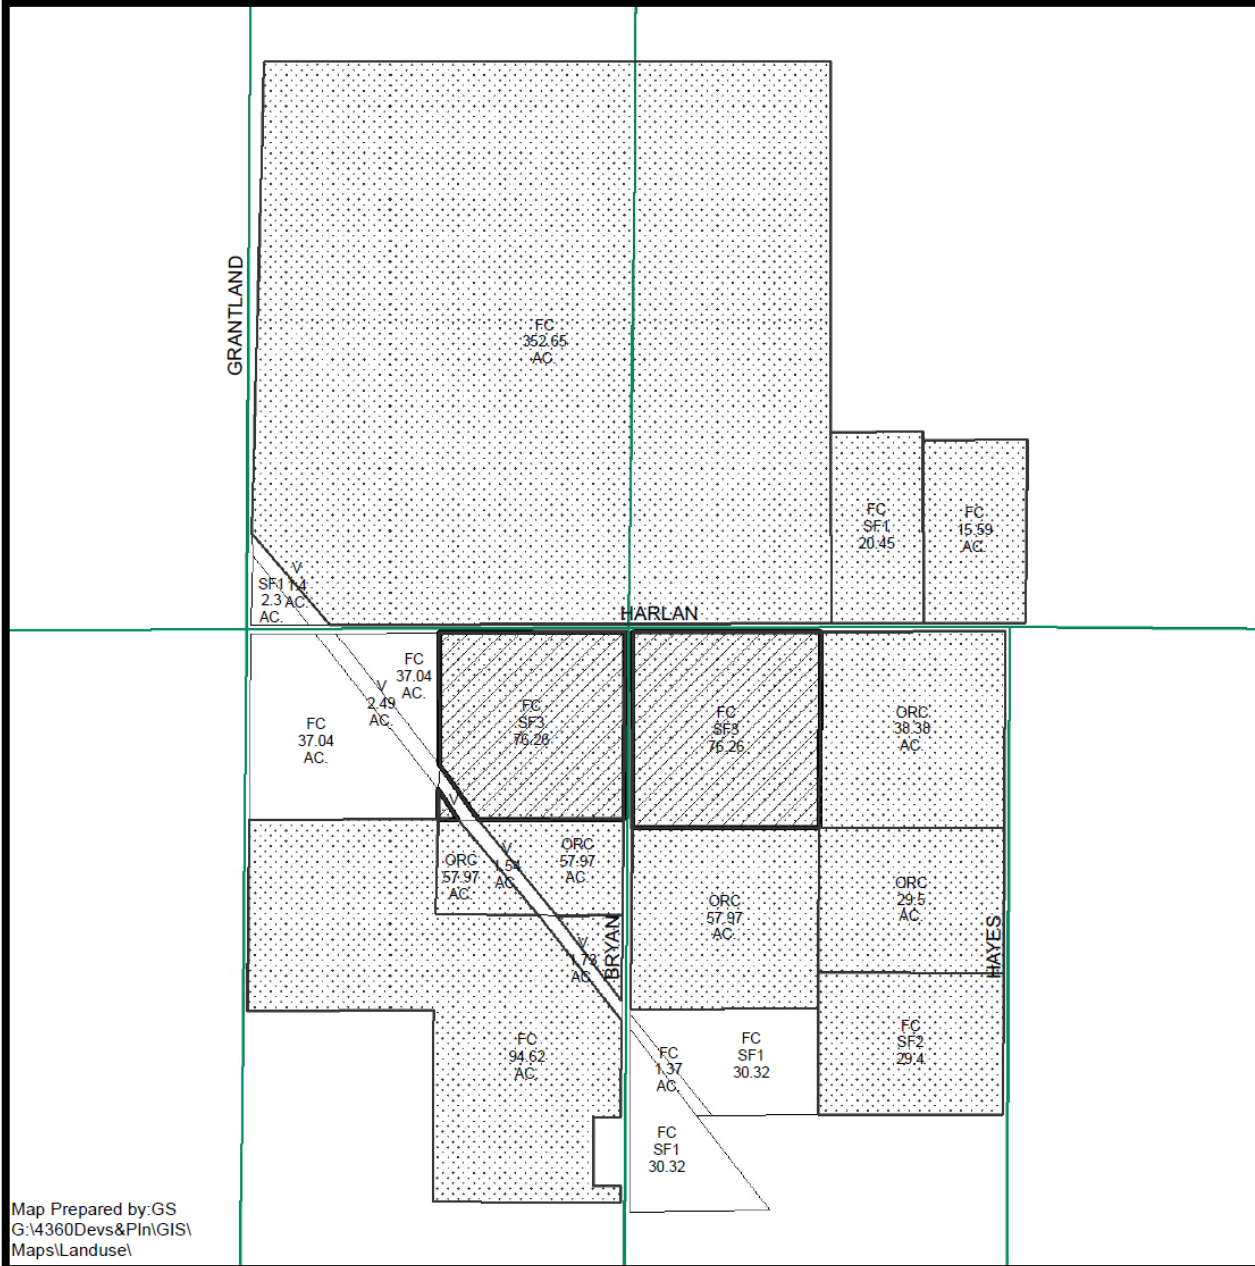 GRANTLAND
FC
352.65
AC.
FC
SF1
20.45
FC
15.59
AC.
V
1.4
AC.
SF1
2.3
AC.
HARLAN
FC
37.04
AC.
V
2.49
AC.
FC
37.04
AC.
FC
SF3
76.26
FC
SF3
76.26
ORC
38.38
AC.
V
ORC
57.97
AC.
V
1.54
AC.
ORC
57.97
AC.
ORC
57.97
AC.
ORC
29.5
AC.
BRYAN
HAYES
V
1.73
AC.
FC
94.62
AC.
FC
1.37
AC.
FC
SF1
30.32
FC
SF2
29.4
FC
SF1
30.32
Map Prepared by:GS
G:\4360Devs&Pln\GIS\
Maps\Landuse\